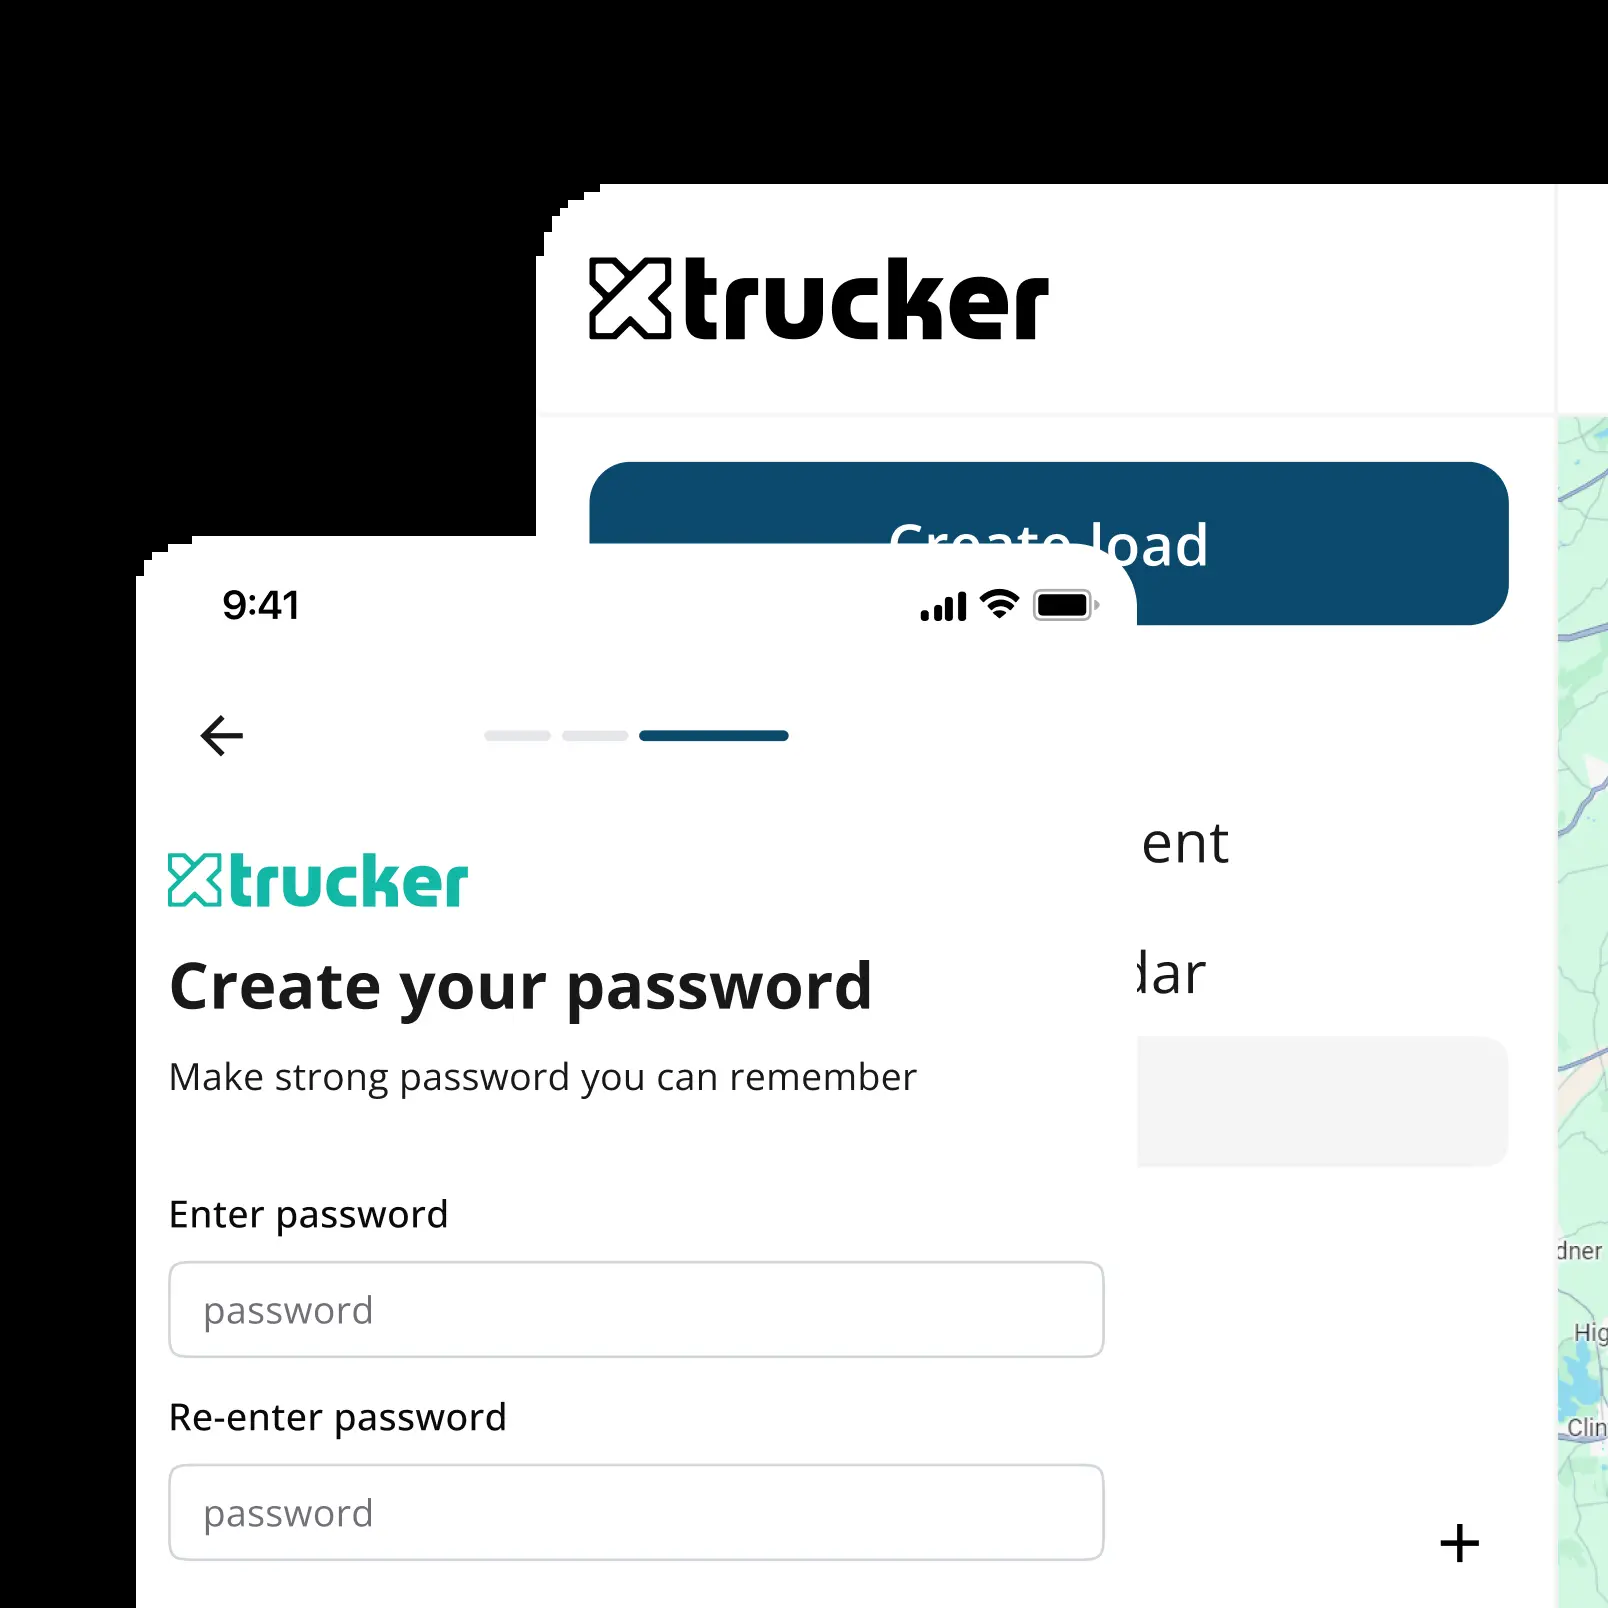 trucker
Create load
9:41
trucker
Create your password
Make strong password you can remember
Enter password
password
Re-enter password
password
ent
dar
dner
Hig
Clin